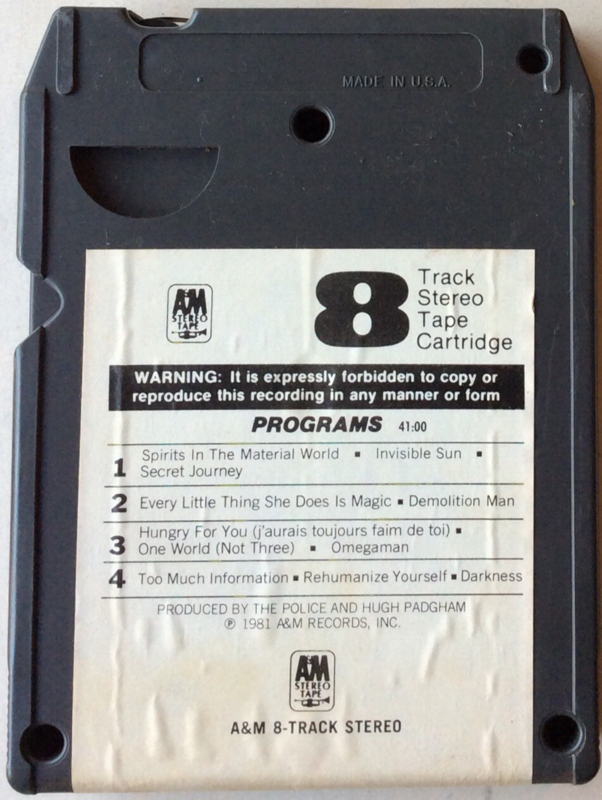 MADE IN U.S.A.
A&M
STEREO
TAPE
8 Track
Stereo
Tape
Cartridge
WARNING: It is expressly forbidden to copy or
reproduce this recording in any manner or form
PROGRAMS 41:00
1 Spirits In The Material World ▪ Invisible Sun ▪
Secret Journey
2 Every Little Thing She Does Is Magic ▪ Demolition Man
3 Hungry For You (j'aurais toujours faim de toi) ▪
One World (Not Three) ▪ Omegaman
4 Too Much Information ▪ Rehumanize Yourself ▪ Darkness
PRODUCED BY THE POLICE AND HUGH PADGHAM
℗ 1981 A&M RECORDS, INC.
A&M
STEREO
TAPE
A&M 8-TRACK STEREO